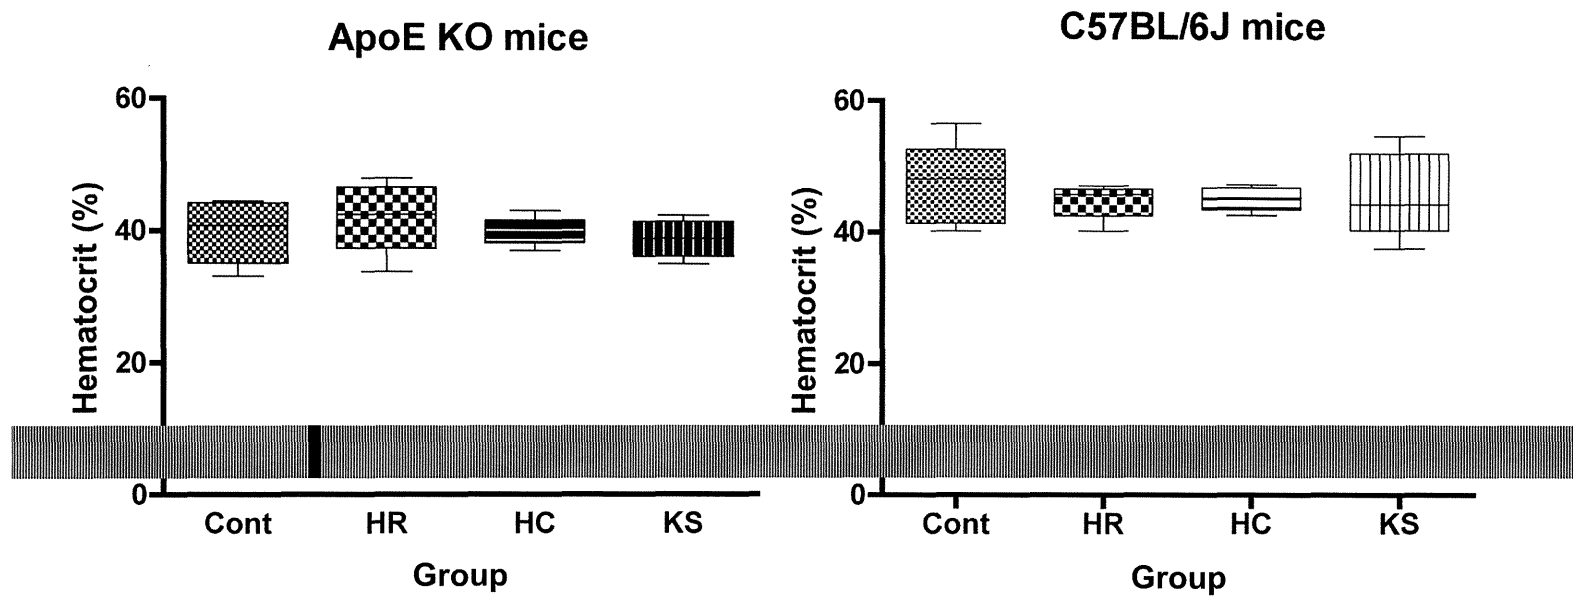 ApoE KO mice
60
40
20
0
Hematocrit (%)
Cont HR HC KS
Group
C57BL/6J mice
60
40
20
0
Hematocrit (%)
Cont HR HC KS
Group